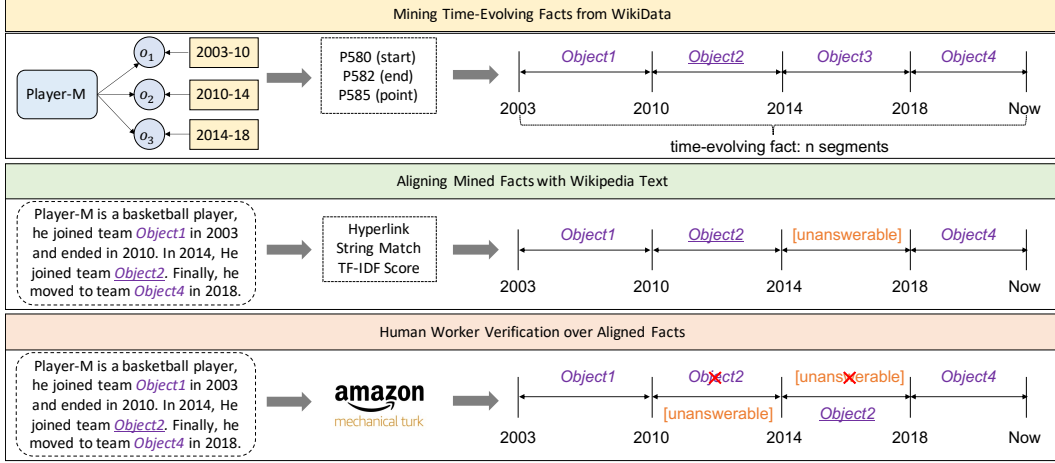 Mining Time-Evolving Facts from WikiData
Player-M
o1
o2
o3
2003-10
2010-14
2014-18
P580 (start)
P582 (end)
P585 (point)
Object1
Object2
Object3
Object4
2003
2010
2014
2018
Now
time-evolving fact: n segments
Aligning Mined Facts with Wikipedia Text
Player-M is a basketball player,
he joined team Object1 in 2003
and ended in 2010. In 2014, He
joined team Object2. Finally, he
moved to team Object4 in 2018.
Hyperlink
String Match
TF-IDF Score
Object1
Object2
[unanswerable]
Object4
2003
2010
2014
2018
Now
Human Worker Verification over Aligned Facts
Player-M is a basketball player,
he joined team Object1 in 2003
and ended in 2010. In 2014, He
joined team Object2. Finally, he
moved to team Object4 in 2018.
amazon
mechanical turk
Object1
Object2
[unanswerable]
Object4
[unanswerable]
Object2
2003
2010
2014
2018
Now